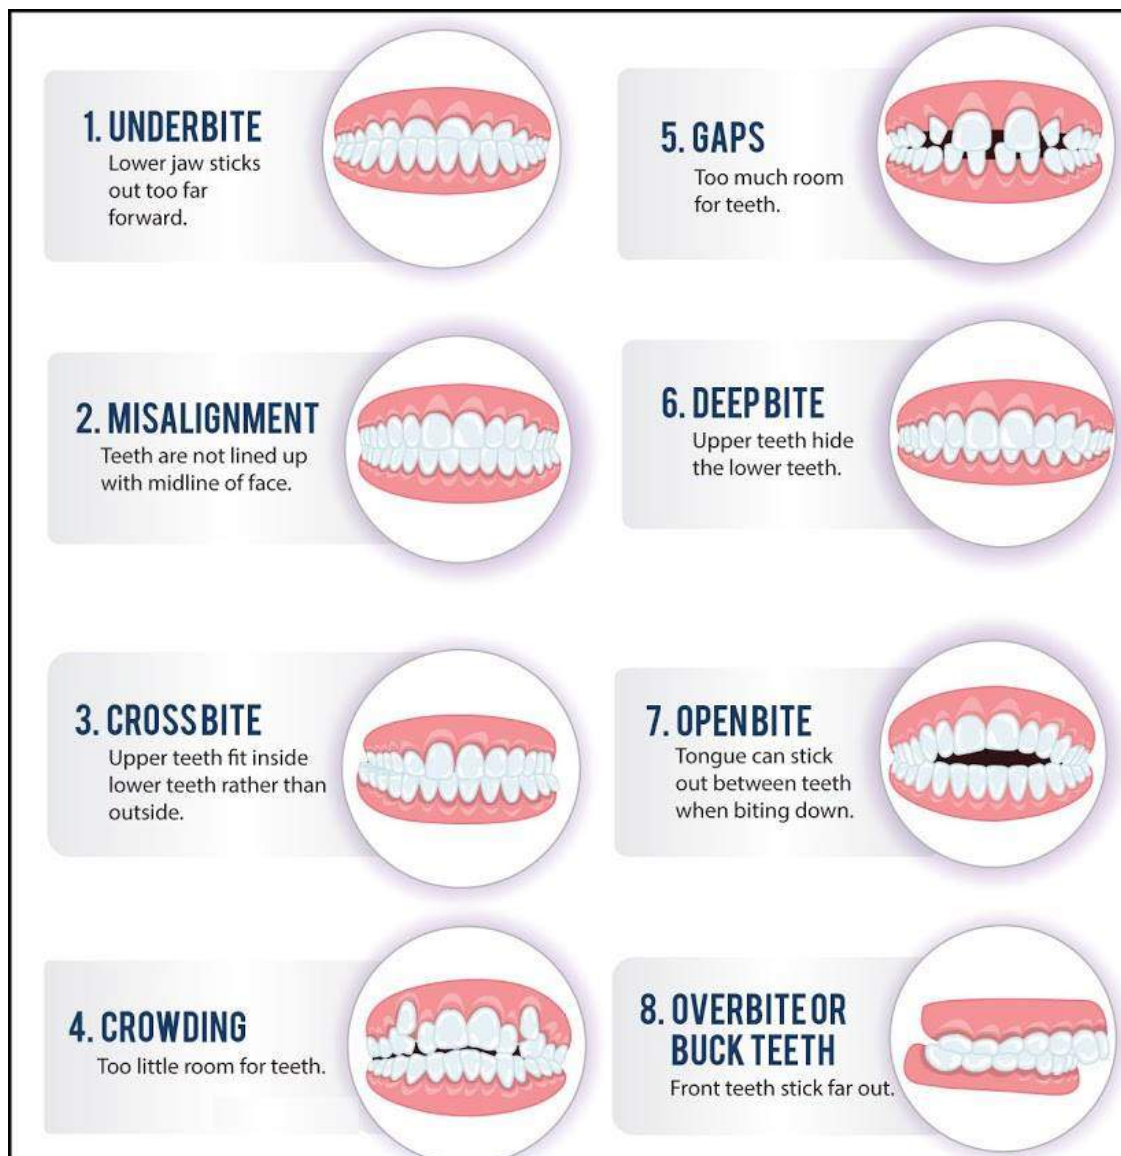 1. UNDERBITE
Lower jaw sticks
out too far
forward.
2. MISALIGNMENT
Teeth are not lined up
with midline of face.
3. CROSSBITE
Upper teeth fit inside
lower teeth rather than
outside.
4. CROWDING
Too little room for teeth.
5. GAPS
Too much room
for teeth.
6. DEEP BITE
Upper teeth hide
the lower teeth.
7. OPEN BITE
Tongue can stick
out between teeth
when biting down.
8. OVERBITE OR
BUCK TEETH
Front teeth stick far out.